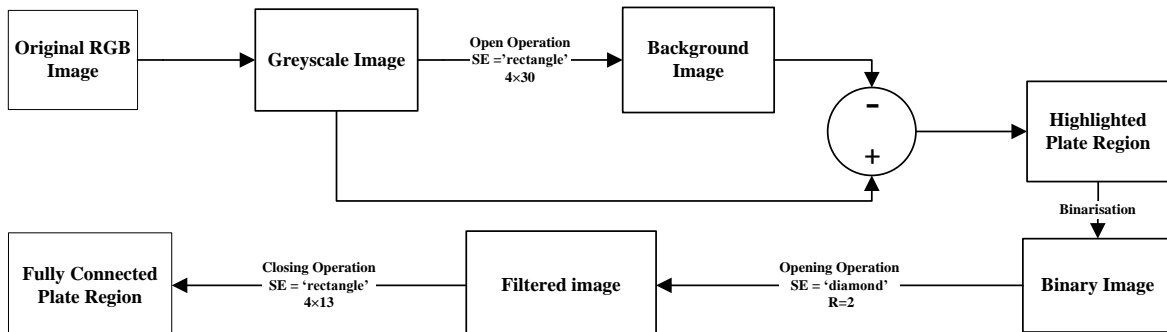 Original RGB
Image
Greyscale Image
Open Operation
SE =’rectangle’
4×30
Background
Image
-
+
Highlighted
Plate Region
Binarisation
Binary Image
Opening Operation
SE = ‘diamond’
R=2
Filtered image
Closing Operation
SE = ‘rectangle’
4×13
Fully Connected
Plate Region